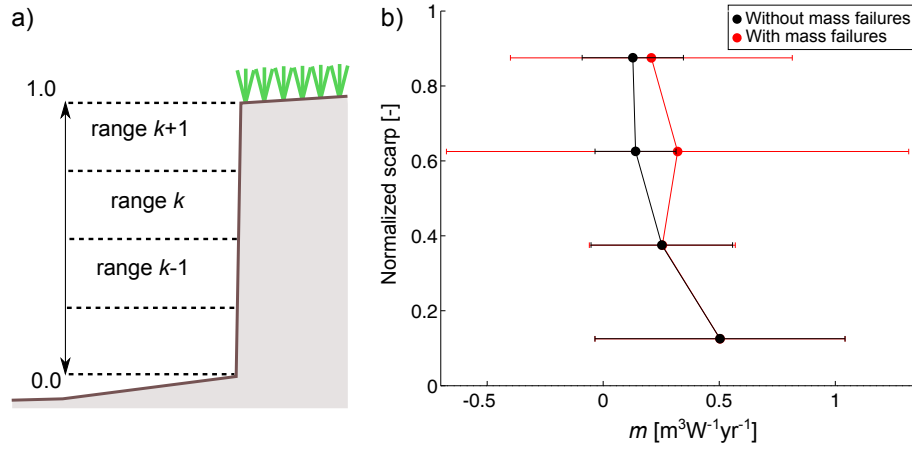 a)
1.0
range k+1
range k
range k-1
0.0
b)
Without mass failures
With mass failures
1
0.8
0.6
0.4
0.2
0
Normalized scarp [-]
-0.5
0
0.5
1
m [m³W⁻¹yr⁻¹]